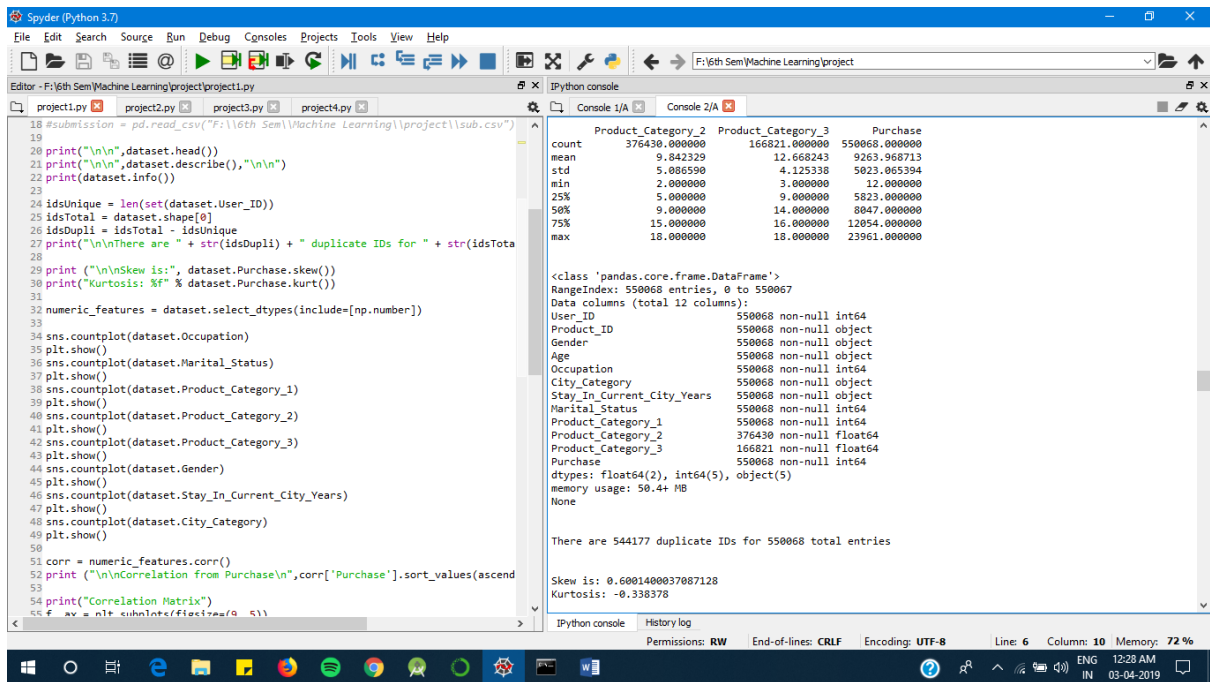 Spyder (Python 3.7)
File Edit Search Source Run Debug Consoles Projects Tools View Help
F:\6th Sem\Machine Learning\project
Editor - F:\6th Sem\Machine Learning\project\project1.py
project1.py project2.py project3.py project4.py
18 #submission = pd.read_csv("F:\\6th Sem\\Machine Learning\\project\\sub.csv")
19
20 print("\n\n",dataset.head())
21 print("\n\n",dataset.describe(),"\n\n")
22 print(dataset.info())
23
24 idsUnique = len(set(dataset.User_ID))
25 idsTotal = dataset.shape[0]
26 idsDupli = idsTotal - idsUnique
27 print("\n\nThere are " + str(idsDupli) + " duplicate IDs for " + str(idsTota
28
29 print ("\n\nSkew is:", dataset.Purchase.skew())
30 print("Kurtosis: %f" % dataset.Purchase.kurt())
31
32 numeric_features = dataset.select_dtypes(include=[np.number])
33
34 sns.countplot(dataset.Occupation)
35 plt.show()
36 sns.countplot(dataset.Marital_Status)
37 plt.show()
38 sns.countplot(dataset.Product_Category_1)
39 plt.show()
40 sns.countplot(dataset.Product_Category_2)
41 plt.show()
42 sns.countplot(dataset.Product_Category_3)
43 plt.show()
44 sns.countplot(dataset.Gender)
45 plt.show()
46 sns.countplot(dataset.Stay_In_Current_City_Years)
47 plt.show()
48 sns.countplot(dataset.City_Category)
49 plt.show()
50
51 corr = numeric_features.corr()
52 print ("\n\nCorrelation from Purchase\n",corr['Purchase'].sort_values(ascend
53
54 print("Correlation Matrix")
55 f, ax = plt.subplots(figsize=(9, 5))
IPython console
Console 1/A Console 2/A
Product_Category_2 Product_Category_3 Purchase
count 376430.000000 166821.000000 550068.000000
mean 9.842329 12.668243 9263.968713
std 5.086590 4.125338 5023.065394
min 2.000000 3.000000 12.000000
25% 5.000000 9.000000 5823.000000
50% 9.000000 14.000000 8047.000000
75% 15.000000 16.000000 12054.000000
max 18.000000 18.000000 23961.000000
<class 'pandas.core.frame.DataFrame'>
RangeIndex: 550068 entries, 0 to 550067
Data columns (total 12 columns):
User_ID 550068 non-null int64
Product_ID 550068 non-null object
Gender 550068 non-null object
Age 550068 non-null object
Occupation 550068 non-null int64
City_Category 550068 non-null object
Stay_In_Current_City_Years 550068 non-null object
Marital_Status 550068 non-null int64
Product_Category_1 550068 non-null int64
Product_Category_2 376430 non-null float64
Product_Category_3 166821 non-null float64
Purchase 550068 non-null int64
dtypes: float64(2), int64(5), object(5)
memory usage: 50.4+ MB
None
There are 544177 duplicate IDs for 550068 total entries
Skew is: 0.6001400037087128
Kurtosis: -0.338378
IPython console History log
Permissions: RW End-of-lines: CRLF Encoding: UTF-8 Line: 6 Column: 10 Memory: 72 %
ENG 12:28 AM
IN 03-04-2019